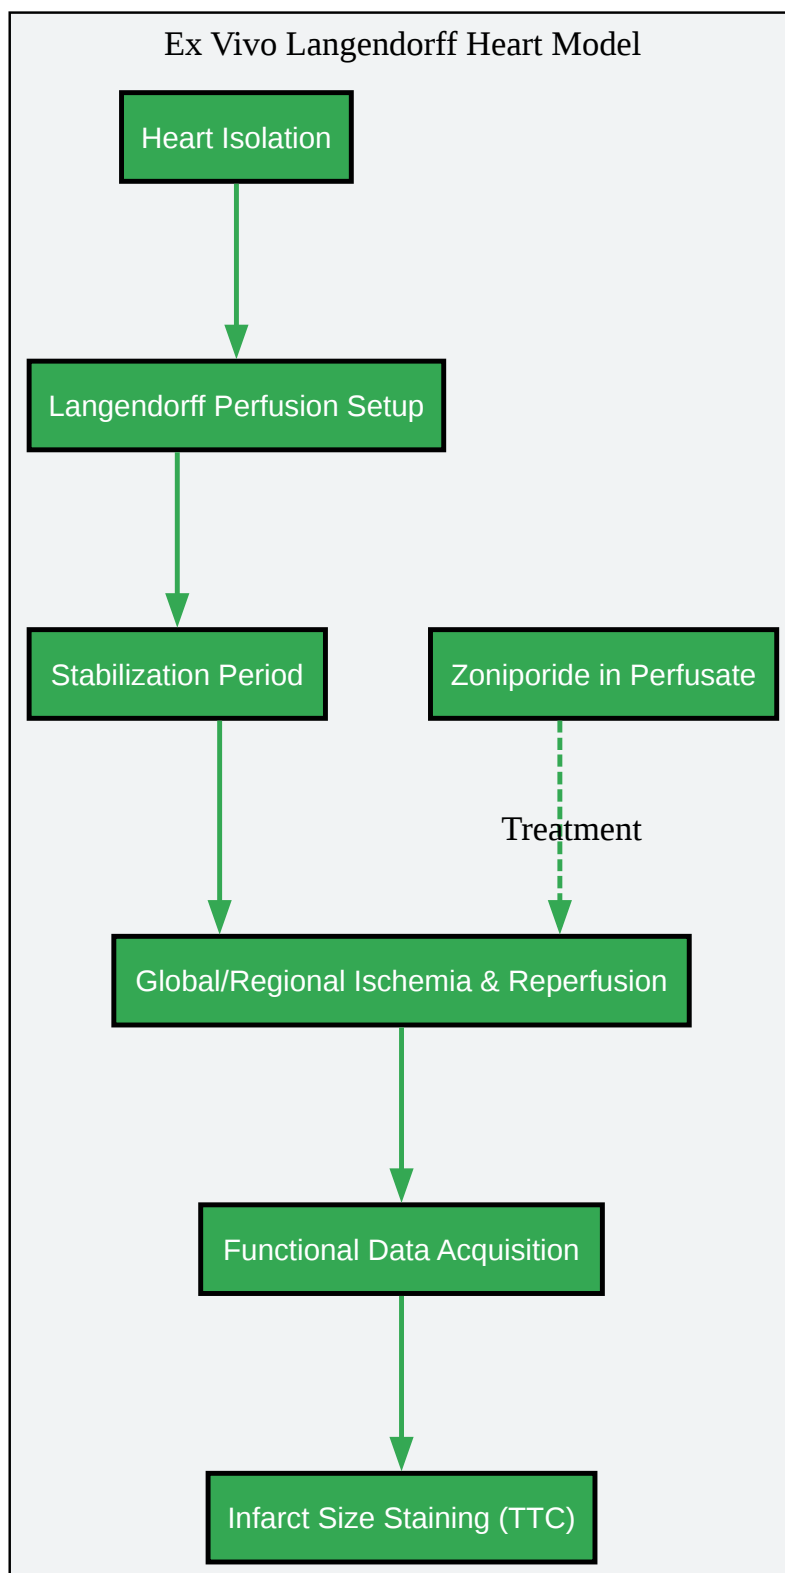 Ex Vivo Langendorff Heart Model
Heart Isolation
Langendorff Perfusion Setup
Stabilization Period
Zoniporide in Perfusate
Treatment
Global/Regional Ischemia & Reperfusion
Functional Data Acquisition
Infarct Size Staining (TTC)